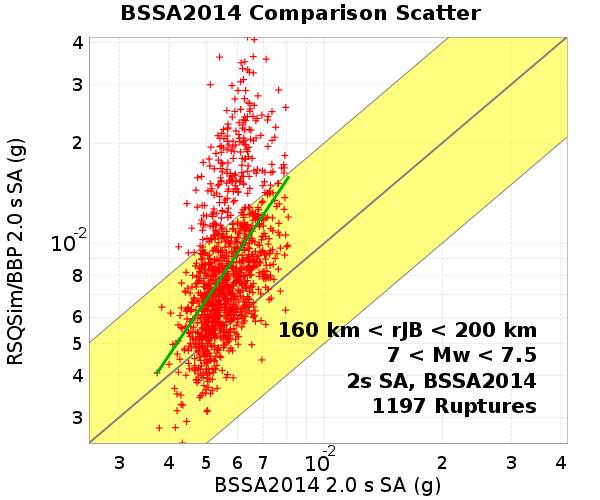 BSSA2014 Comparison Scatter
RSQSim/BBP 2.0 s SA (g)
4
3
2
10-2
8
6
5
4
3
160 km < rJB < 200 km
7 < Mw < 7.5
2s SA, BSSA2014
1197 Ruptures
3 4 5 6 7 10-2 2 3 4
BSSA2014 2.0 s SA (g)